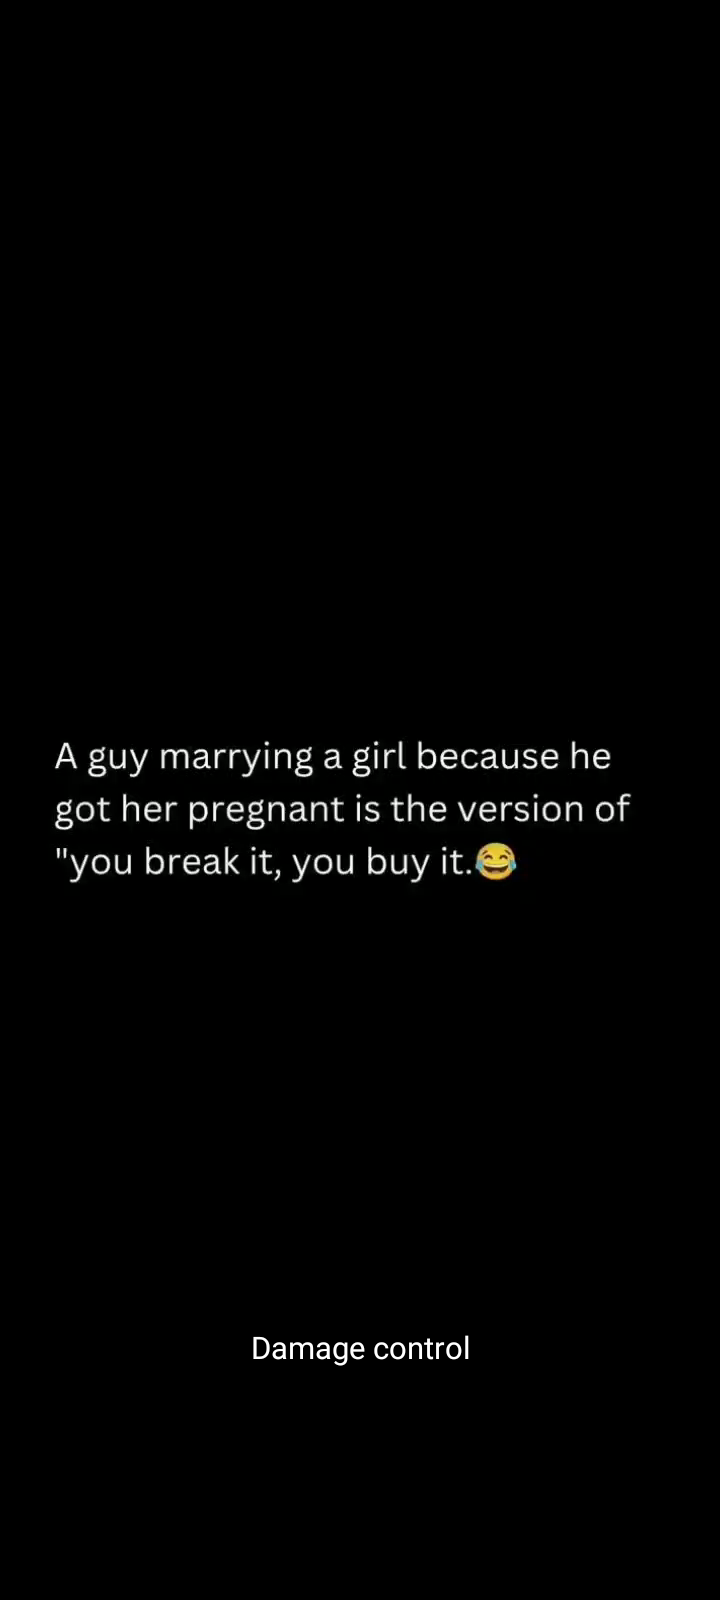 A guy marrying a girl because he
got her pregnant is the version of
"you break it, you buy it.😂
Damage control